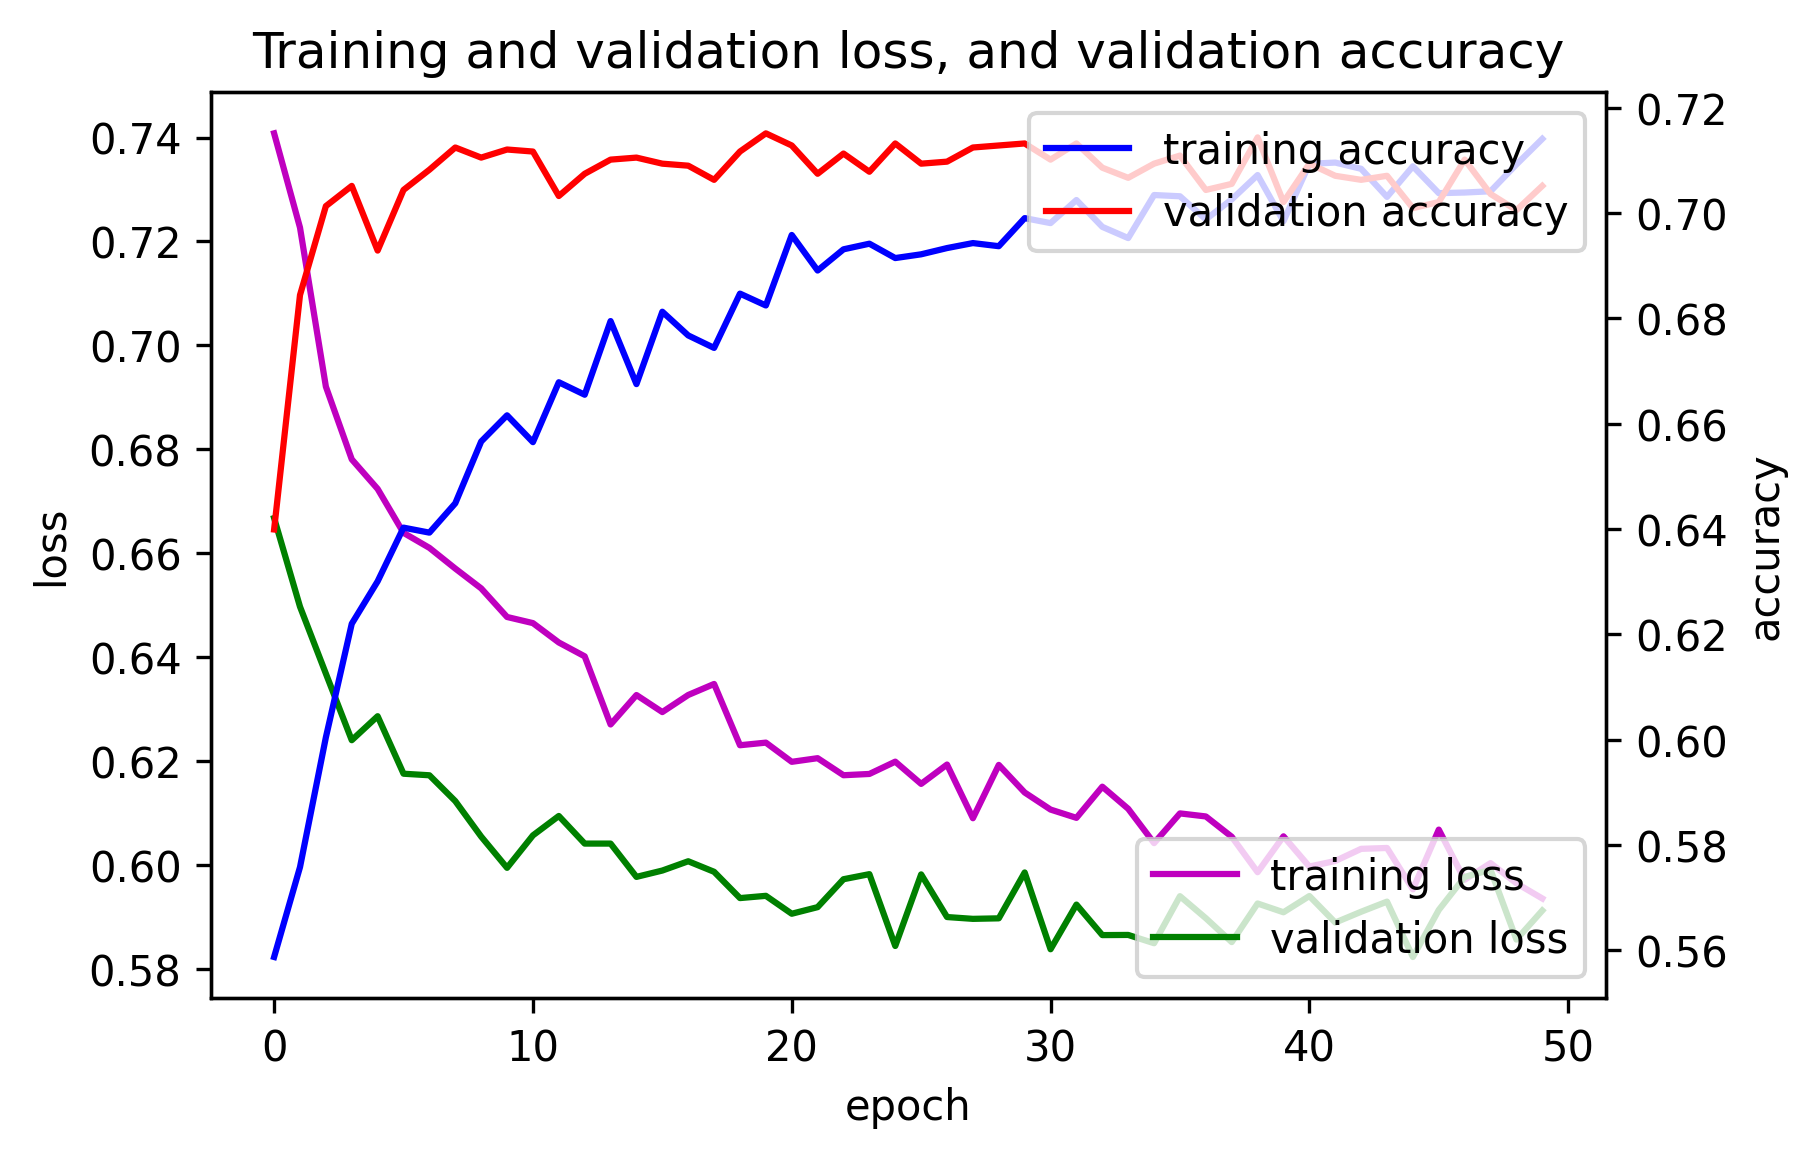 Training and validation loss, and validation accuracy
0.74
0.72
0.70
0.68
0.66
0.64
0.62
0.60
0.58
loss
0.72
0.70
0.68
0.66
0.64
0.62
0.60
0.58
0.56
accuracy
training accuracy
validation accuracy
training loss
validation loss
0 10 20 30 40 50
epoch